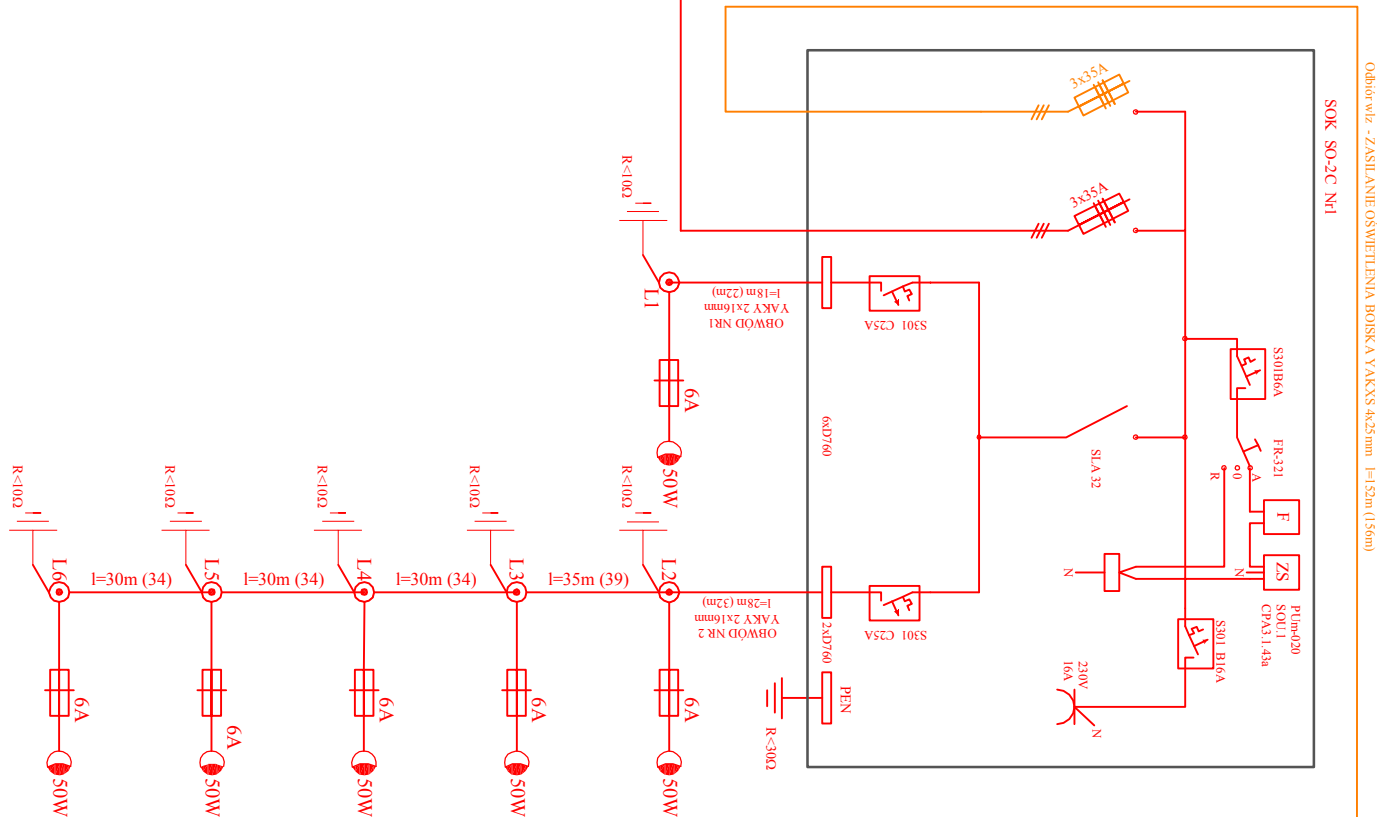 Odbiór wlz - ZASILANIE OŚWIETLENIA BOISKA YAKXS 4x25mm l=152m (156m)
SOK SO-2C Nr1
3x35A
3x35A
S301B6A
FR-321
A
0
R
F
ZS
N
N
PUm-020
SOU.1
CPA3.1.43a
S301 B16A
230V
16A
N
SLA 32
S301 C25A
S301 C25A
6xD760
2xD760
PEN
R<30Ω
OBWÓD NR1
YAKY 2x16mm
l=18m (22m)
OBWÓD NR 2
YAKY 2x16mm
l=28m (32m)
R<10Ω
L1
6A
50W
R<10Ω
R<10Ω
R<10Ω
R<10Ω
R<10Ω
L6
l=30m (34)
L5
l=30m (34)
L4
l=30m (34)
L3
l=35m (39)
L2
6A
6A
6A
6A
6A
50W
50W
50W
50W
50W